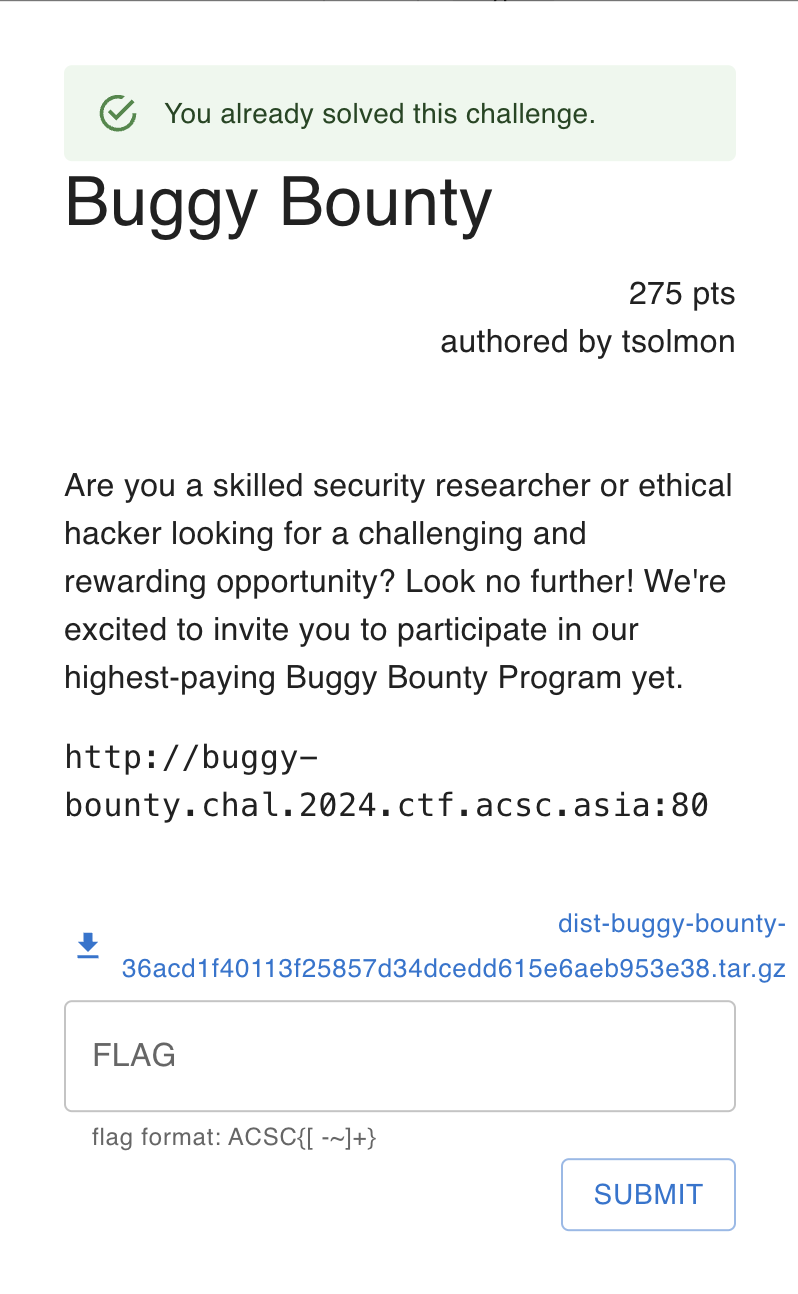 You already solved this challenge.
Buggy Bounty
275 pts
authored by tsolmon
Are you a skilled security researcher or ethical
hacker looking for a challenging and
rewarding opportunity? Look no further! We're
excited to invite you to participate in our
highest-paying Buggy Bounty Program yet.
http://buggy-
bounty.chal.2024.ctf.acsc.asia:80
dist-buggy-bounty-
36acd1f40113f25857d34dcedd615e6aeb953e38.tar.gz
FLAG
flag format: ACSC{[ -~]+}
SUBMIT